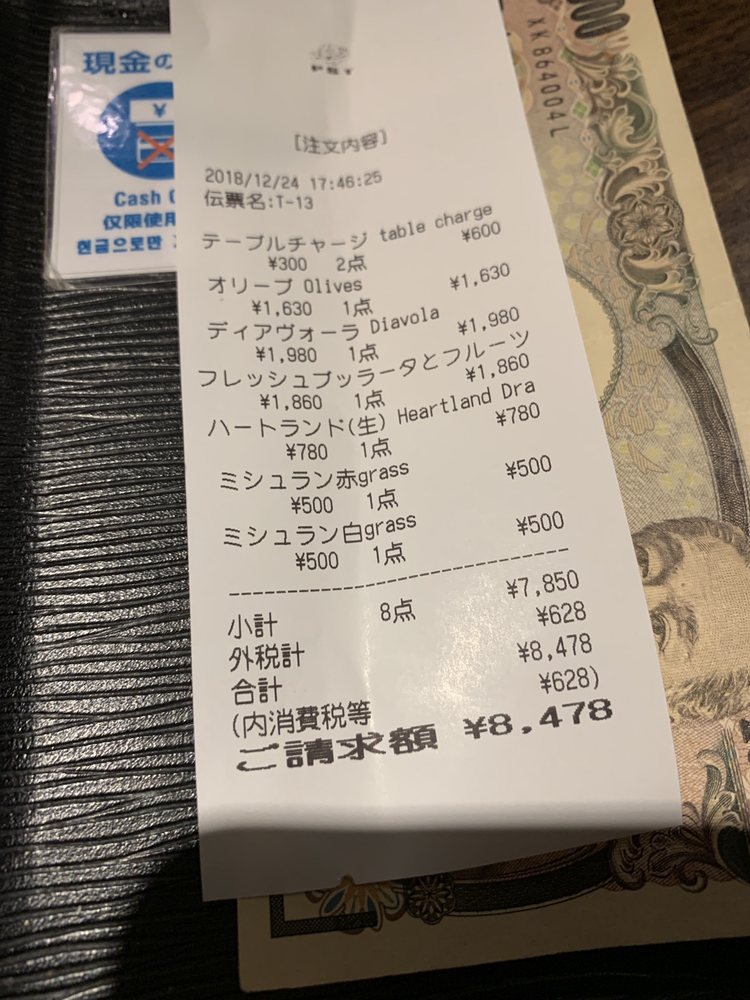 現金の
¥
Cash
仅限使用
현금으로만
PST
[注文内容]
2018/12/24 17:46:25
伝票名:T-13
テーブルチャージ table charge
¥300 2点 ¥600
オリーブ Olives
¥1,630 1点 ¥1,630
ディアヴォーラ Diavola
¥1,980 1点 ¥1,980
フレッシュブッラータとフルーツ
¥1,860 1点 ¥1,860
ハートランド(生) Heartland Dra
¥780 1点 ¥780
ミシュラン赤grass
¥500 1点 ¥500
ミシュラン白grass
¥500 1点 ¥500
小計 8点 ¥7,850
外税計 ¥628
合計 ¥8,478
(内消費税等 ¥628)
ご請求額 ¥8,478
XK864004L